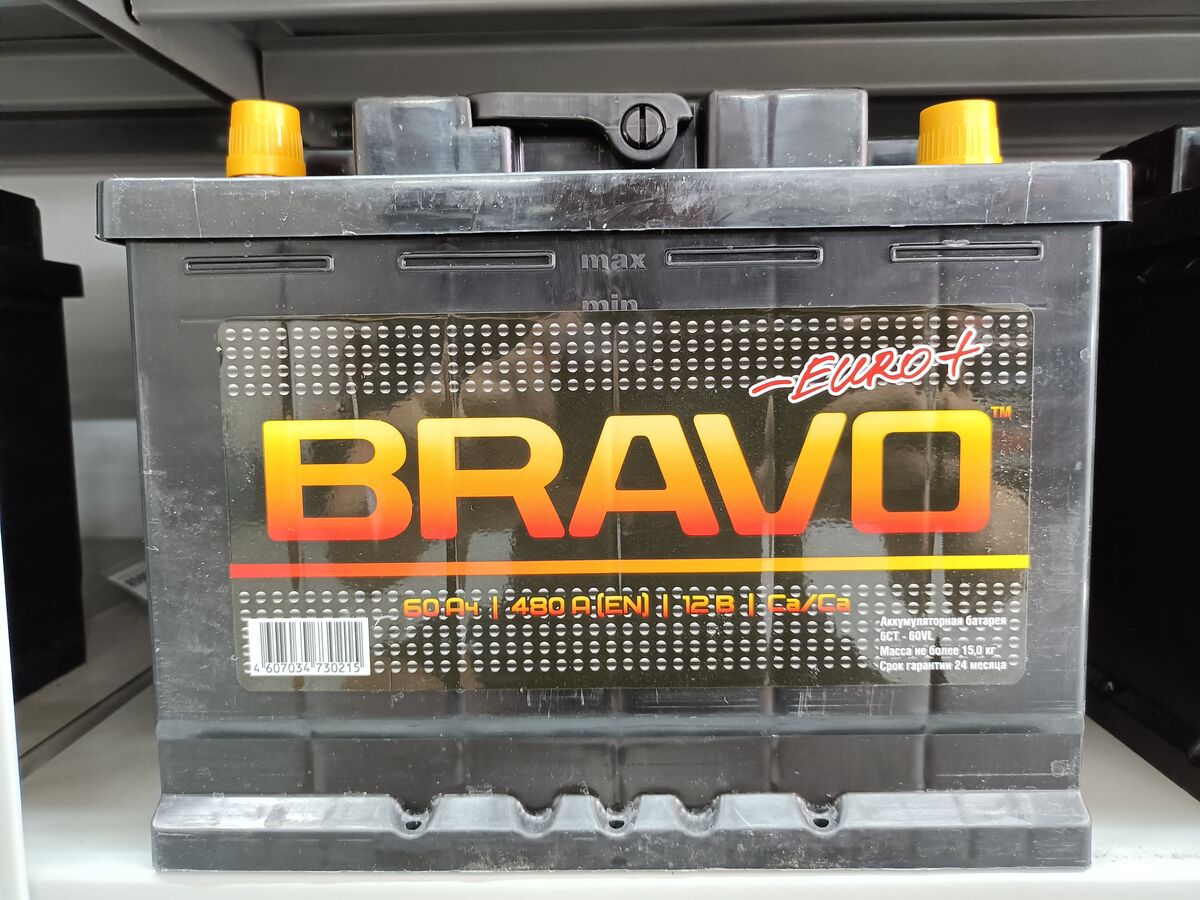 max
min
– EURO +
BRAVO™
60 Ач | 480 A (EN) | 12 В | Ca/Ca
Аккумуляторная батарея
6СТ - 60VL
Масса не более 15,0 кг
Срок гарантии 24 месяца
4 607034 730215